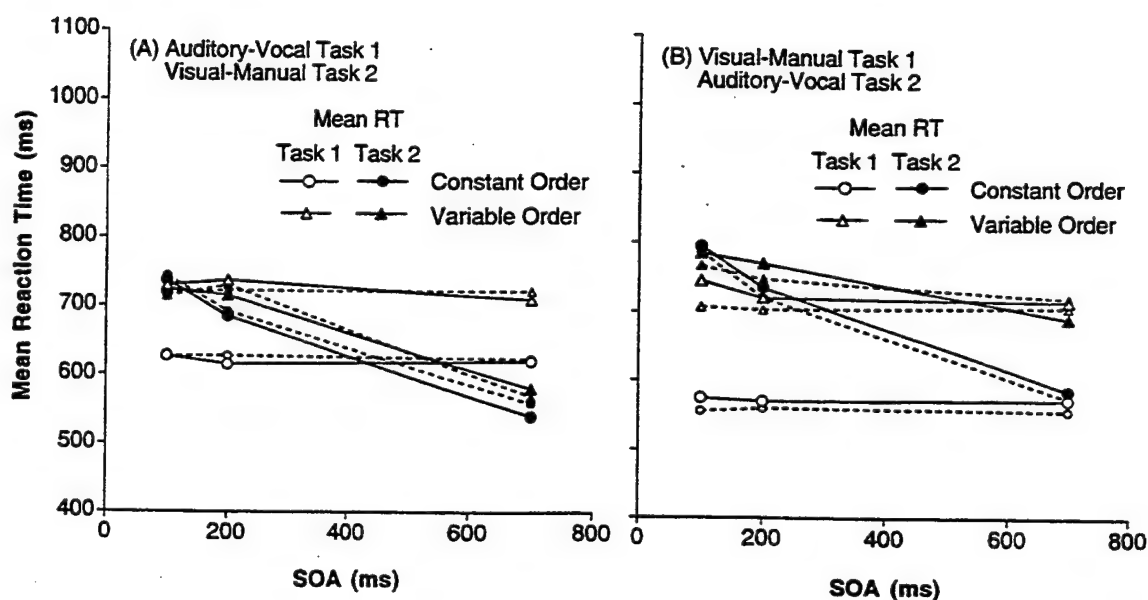 (A) Auditory-Vocal Task 1
Visual-Manual Task 2
Mean RT
Task 1 Task 2
Constant Order
Variable Order
Mean Reaction Time (ms)
1100
1000
900
800
700
600
500
400
0
200
400
600
800
SOA (ms)
(B) Visual-Manual Task 1
Auditory-Vocal Task 2
Mean RT
Task 1 Task 2
Constant Order
Variable Order
0
200
400
600
800
SOA (ms)